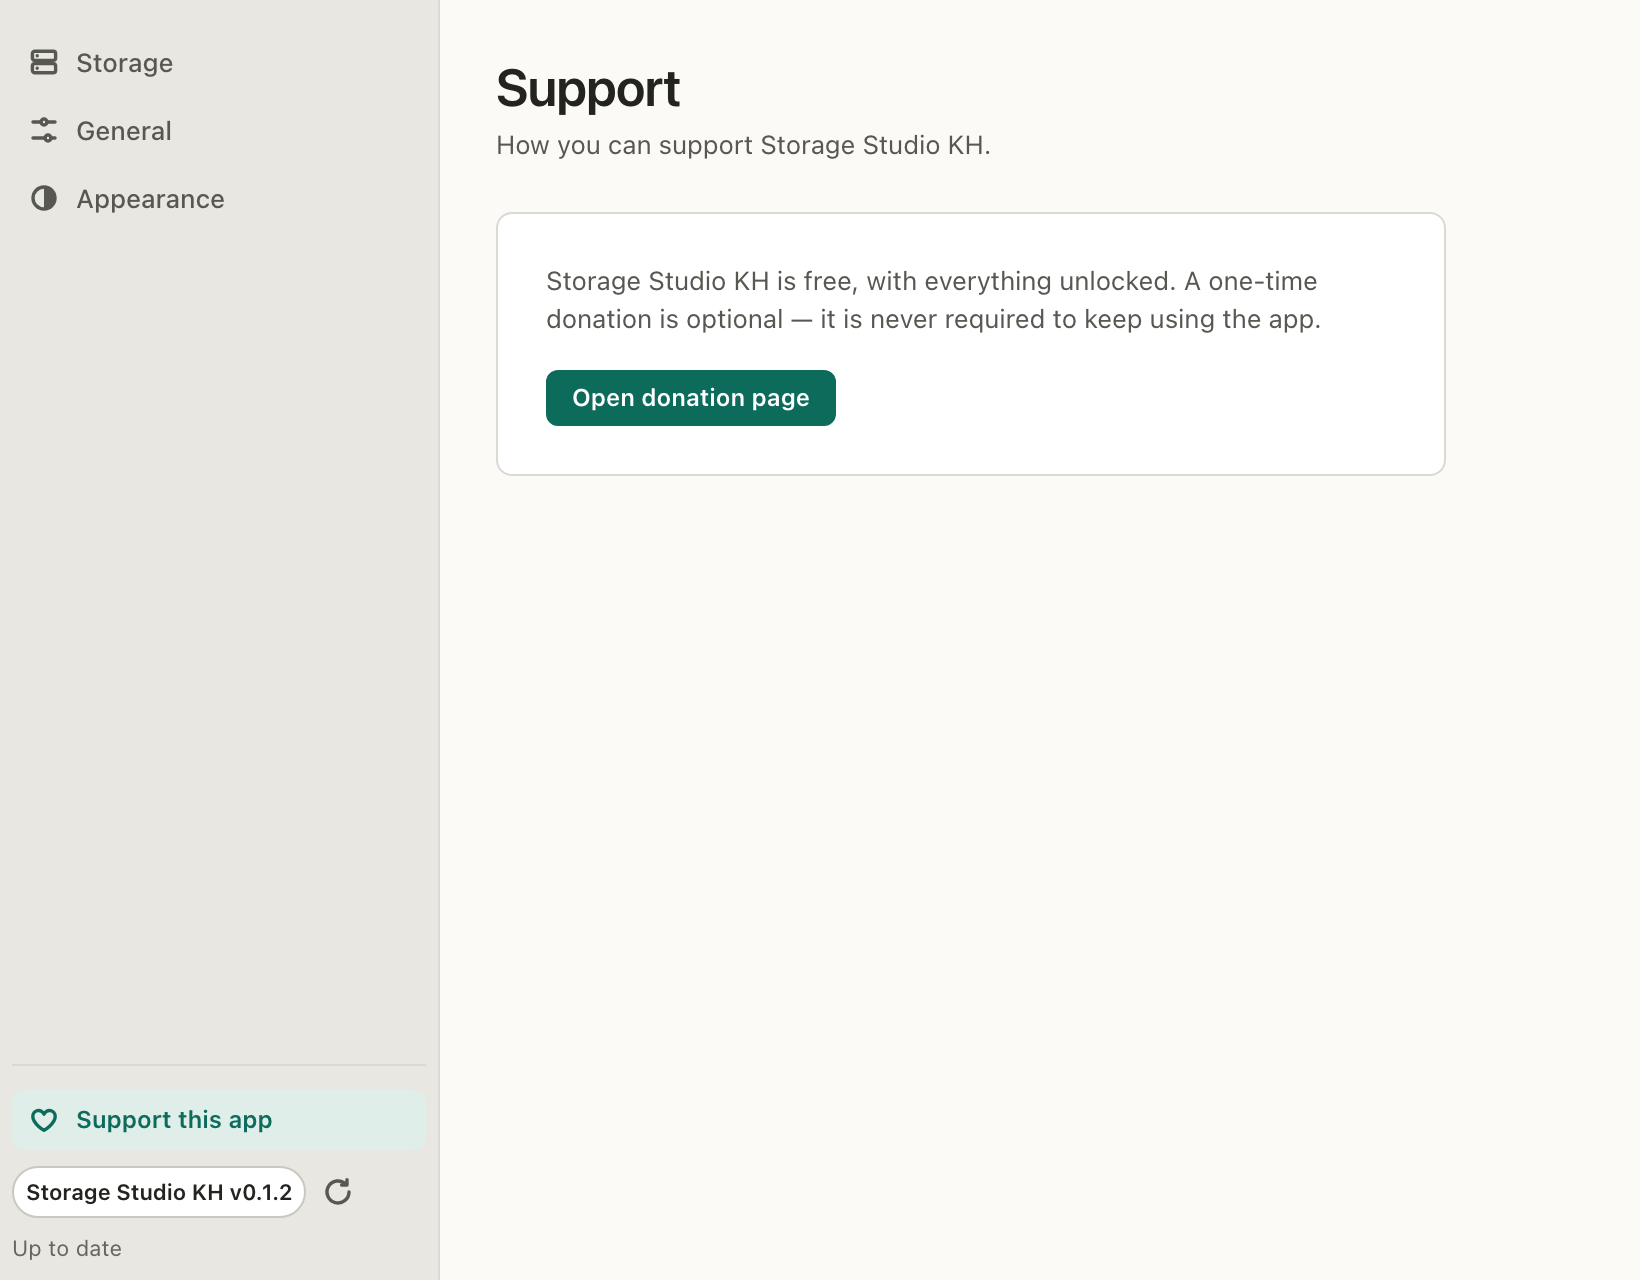 Storage
General
Appearance
Support this app
Storage Studio KH v0.1.2
Up to date
Support
How you can support Storage Studio KH.
Storage Studio KH is free, with everything unlocked. A one-time
donation is optional — it is never required to keep using the app.
Open donation page